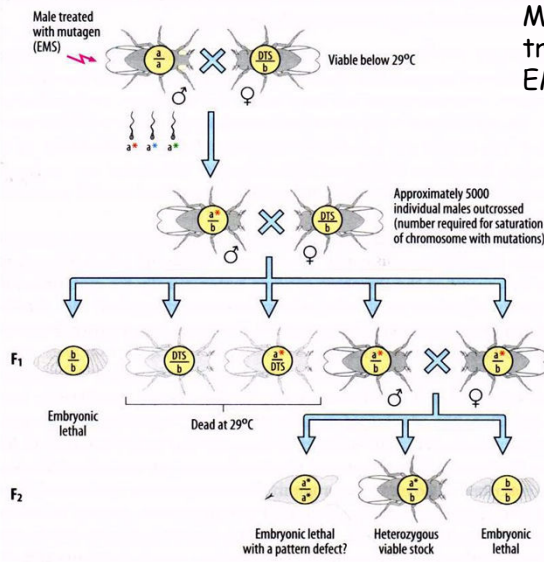 Male treated
with mutagen
(EMS)
a
a
DTS
b
Viable below 29°C
♂
♀
a* a* a*
a*
b
DTS
b
Approximately 5000
individual males outcrossed
(number required for saturation
of chromosome with mutations)
♂
♀
F₁
b
b
DTS
b
a*
DTS
a*
b
a*
b
Embryonic
lethal
Dead at 29°C
♂
♀
F₂
a*
a*
a*
b
b
b
Embryonic lethal
with a pattern defect?
Heterozygous
viable stock
Embryonic
lethal